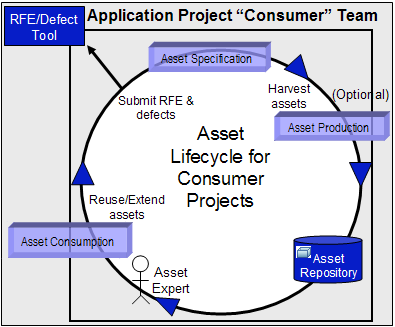 RFE/Defect
Tool
Application Project “Consumer” Team
Asset Specification
Harvest
assets
(Optional)
Submit RFE &
defects
Asset Production
Asset
Lifecycle for
Consumer
Projects
Reuse/Extend
assets
Asset Consumption
Asset
Expert
Asset
Repository